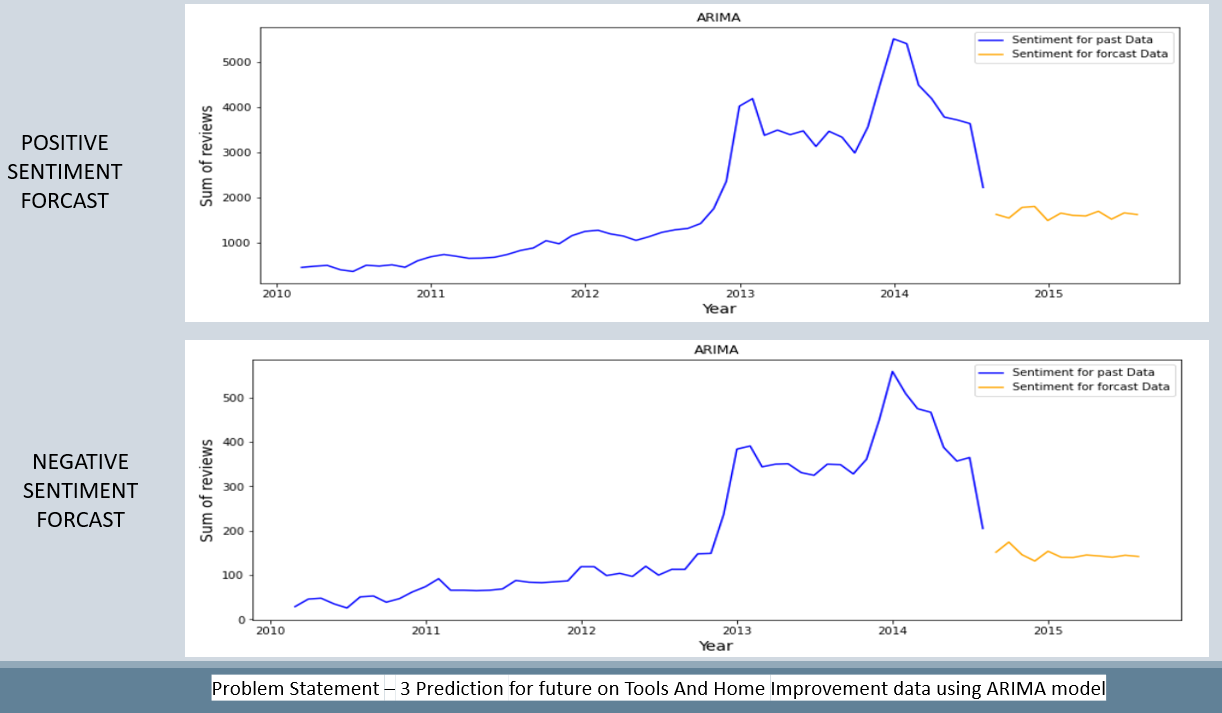 POSITIVE
SENTIMENT
FORCAST
ARIMA
Sentiment for past Data
Sentiment for forcast Data
Sum of reviews
5000
4000
3000
2000
1000
2010
2011
2012
2013
2014
2015
Year
NEGATIVE
SENTIMENT
FORCAST
ARIMA
Sentiment for past Data
Sentiment for forcast Data
Sum of reviews
500
400
300
200
100
0
2010
2011
2012
2013
2014
2015
Year
Problem Statement – 3 Prediction for future on Tools And Home Improvement data using ARIMA model